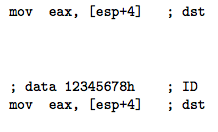 mov  eax, [esp+4]   ; dst
; data 12345678h    ; ID
mov  eax, [esp+4]   ; dst